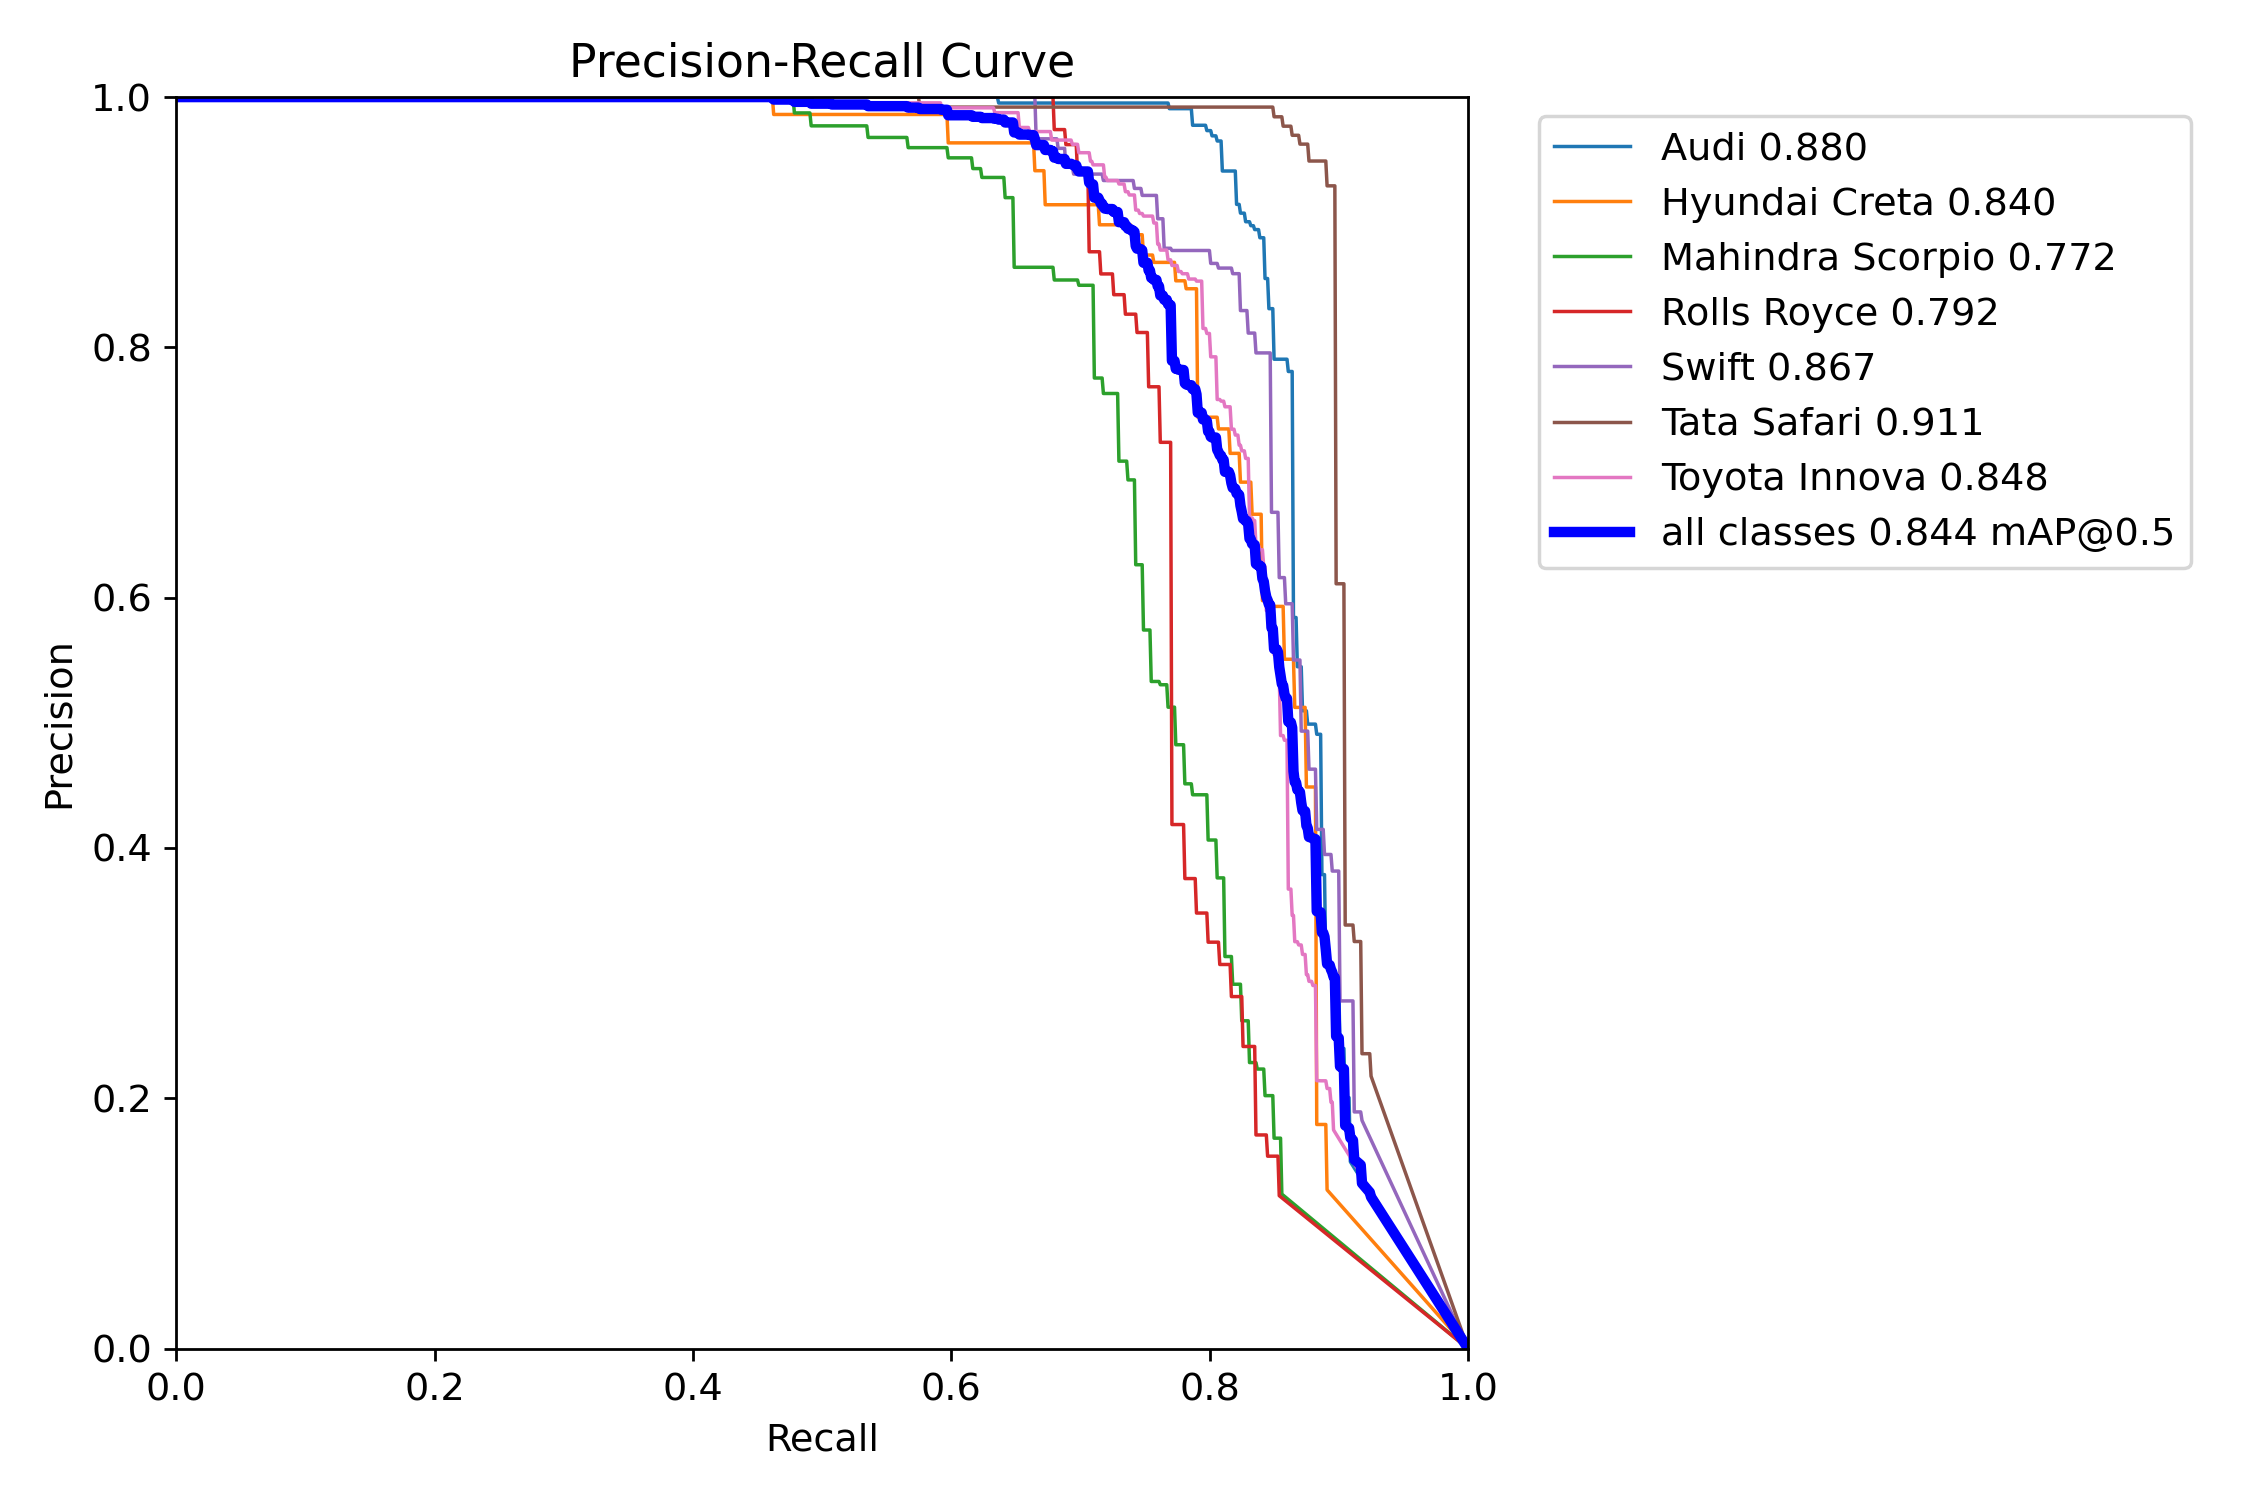 Precision-Recall Curve
1.0
0.8
0.6
0.4
0.2
0.0
Precision
0.0 0.2 0.4 0.6 0.8 1.0
Recall
Audi 0.880
Hyundai Creta 0.840
Mahindra Scorpio 0.772
Rolls Royce 0.792
Swift 0.867
Tata Safari 0.911
Toyota Innova 0.848
all classes 0.844 mAP@0.5